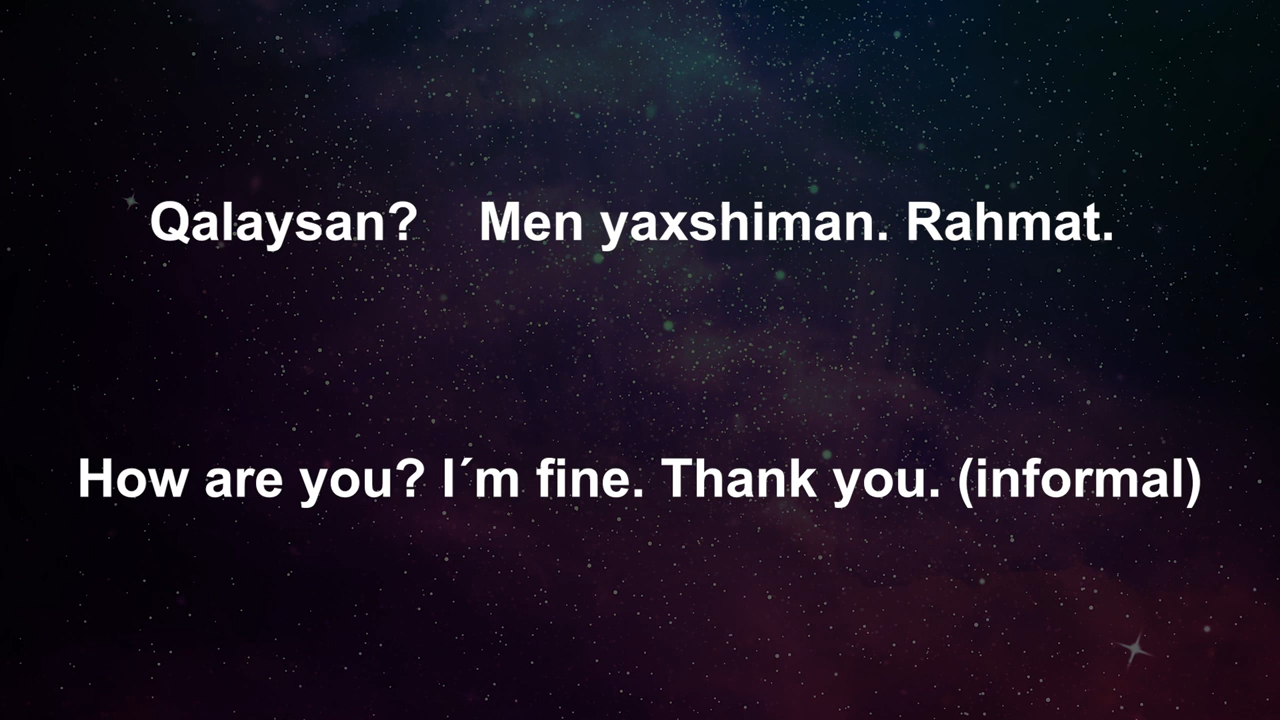 Qalaysan? Men yaxshiman. Rahmat.
How are you? I´m fine. Thank you. (informal)